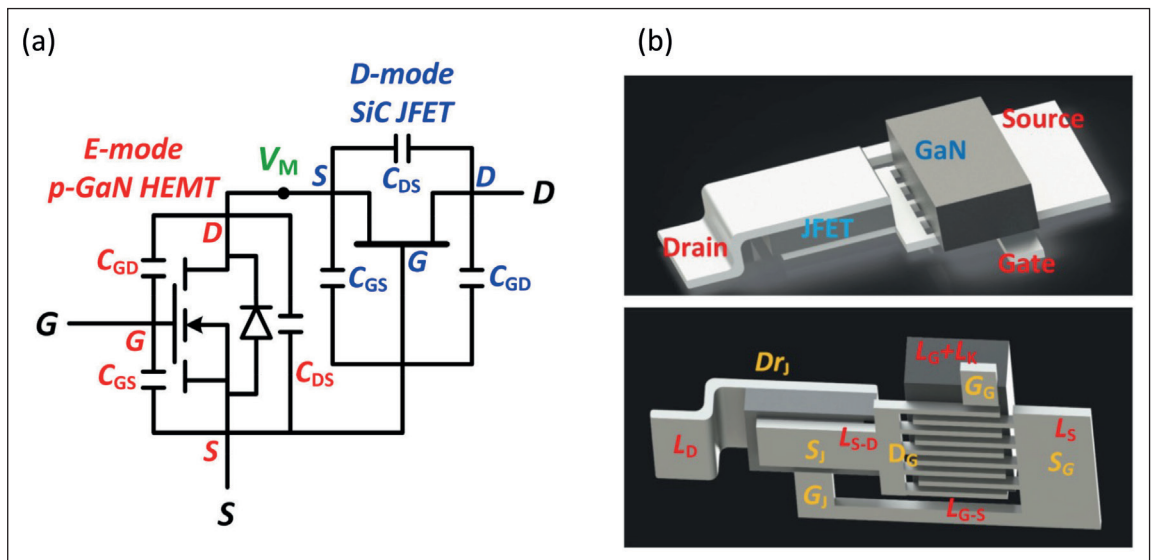 (a)
D-mode
SiC JFET
E-mode
p-GaN HEMT
V_M
S
C_DS
D
D
D
C_GD
G
C_GS
C_GD
G
G
C_GS
C_DS
S
S
(b)
Source
GaN
JFET
Drain
Gate
L_G+L_K
G_G
Dr_J
L_D
S_J
L_S-D
D_G
L_S
S_G
G_J
L_G-S